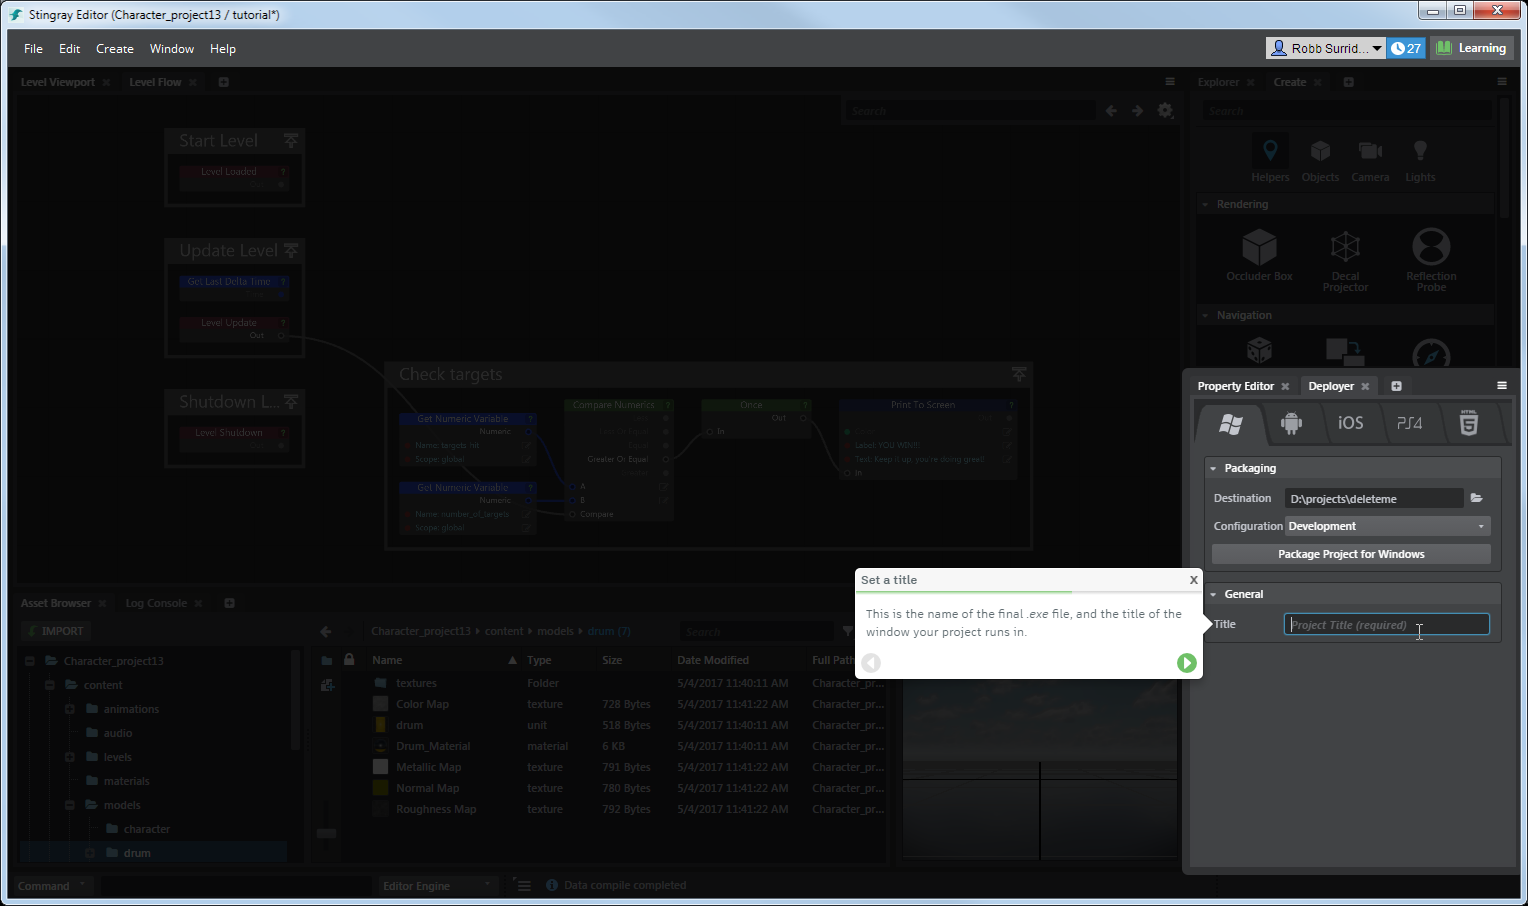 Stingray Editor (Character_project13 / tutorial*)
File Edit Create Window Help
Robb Surrid... 27 Learning
Level Viewport Level Flow
Search
Start Level
Level Loaded ?
Update Level
Get Last Delta Time ?
Level Update ?
Out
Shutdown L...
Level Shutdown ?
Check targets
Get Numeric Variable ?
Numeric
Name: targets_hit
Scope: global
Get Numeric Variable ?
Numeric
Name: number_of_targets
Scope: global
Compare Numerics ?
Greater Or Equal
A
B
Compare
Once ?
Out
In
Print To Screen ?
Label: YOU WIN!!!
Text: Keep it up, you're doing great!
In
Explorer Create
Search
Helpers Objects Camera Lights
Rendering
Occluder Box
Decal
Projector
Reflection
Probe
Navigation
Property Editor Deployer
iOS PS4 HTML 5
Packaging
Destination D:\projects\deleteme
Configuration Development
Package Project for Windows
General
Title Project Title (required)
Set a title X
This is the name of the final .exe file, and the title of the
window your project runs in.
Asset Browser Log Console
IMPORT
Character_project13
content
animations
audio
levels
materials
models
character
drum
Character_project13 content models drum (7) Search
Name Type Size Date Modified Full Path
textures Folder 5/4/2017 11:40:11 AM Character_pr...
Color Map texture 728 Bytes 5/4/2017 11:41:22 AM Character_pr...
drum unit 518 Bytes 5/4/2017 11:40:11 AM Character_pr...
Drum_Material material 6 KB 5/4/2017 11:40:11 AM Character_pr...
Metallic Map texture 791 Bytes 5/4/2017 11:41:22 AM Character_pr...
Normal Map texture 780 Bytes 5/4/2017 11:41:22 AM Character_pr...
Roughness Map texture 792 Bytes 5/4/2017 11:41:22 AM Character_pr...
Command Editor Engine Data compile completed